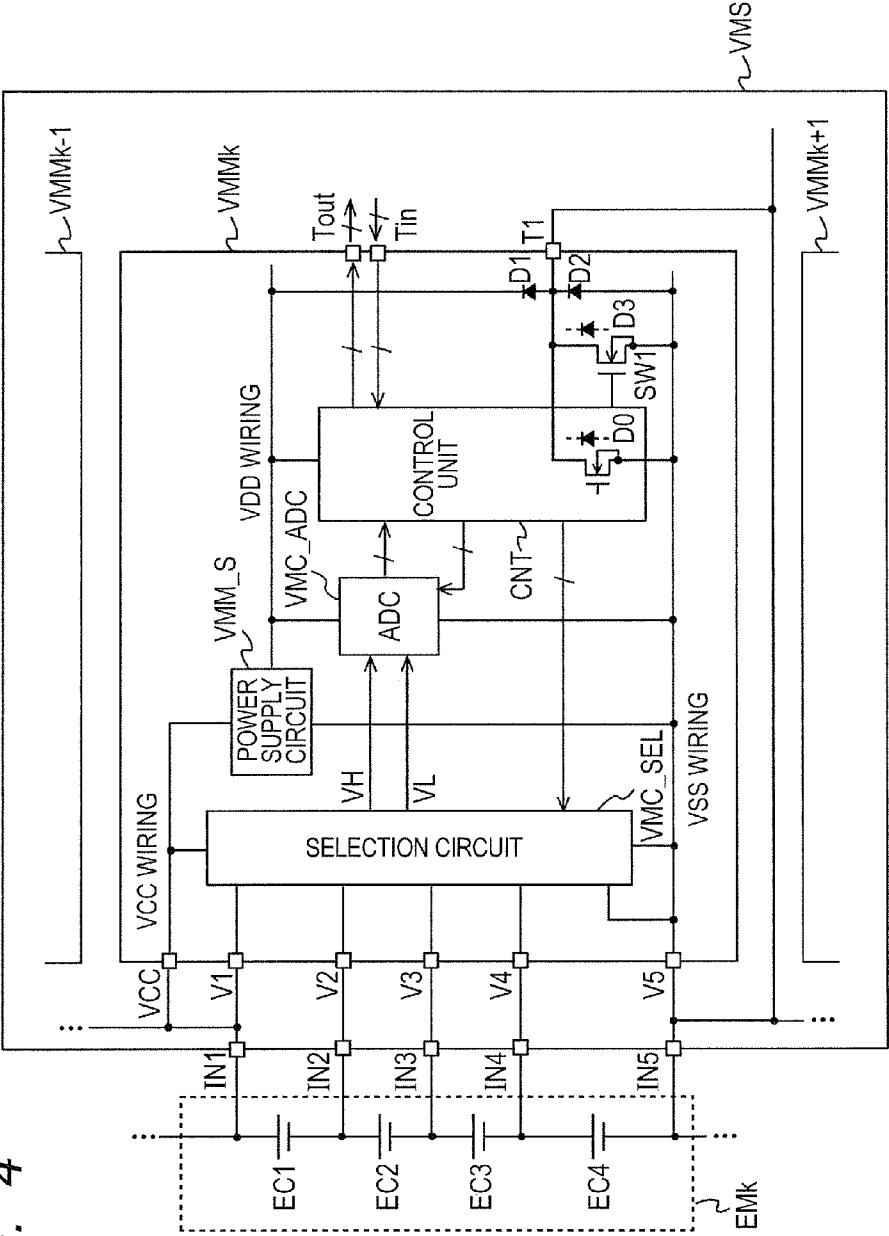 4
VMS
VMMk-1
VMMk
VMMk+1
Tout
Tin
T1
D1
D2
D3
SW1
D0
VDD WIRING
CONTROL
UNIT
CNT
VMC_ADC
ADC
VMM_S
POWER
SUPPLY
CIRCUIT
VH
VL
VMC_SEL
VSS WIRING
VCC WIRING
SELECTION CIRCUIT
VCC
V1
V2
V3
V4
V5
IN1
IN2
IN3
IN4
IN5
EC1
EC2
EC3
EC4
EMk